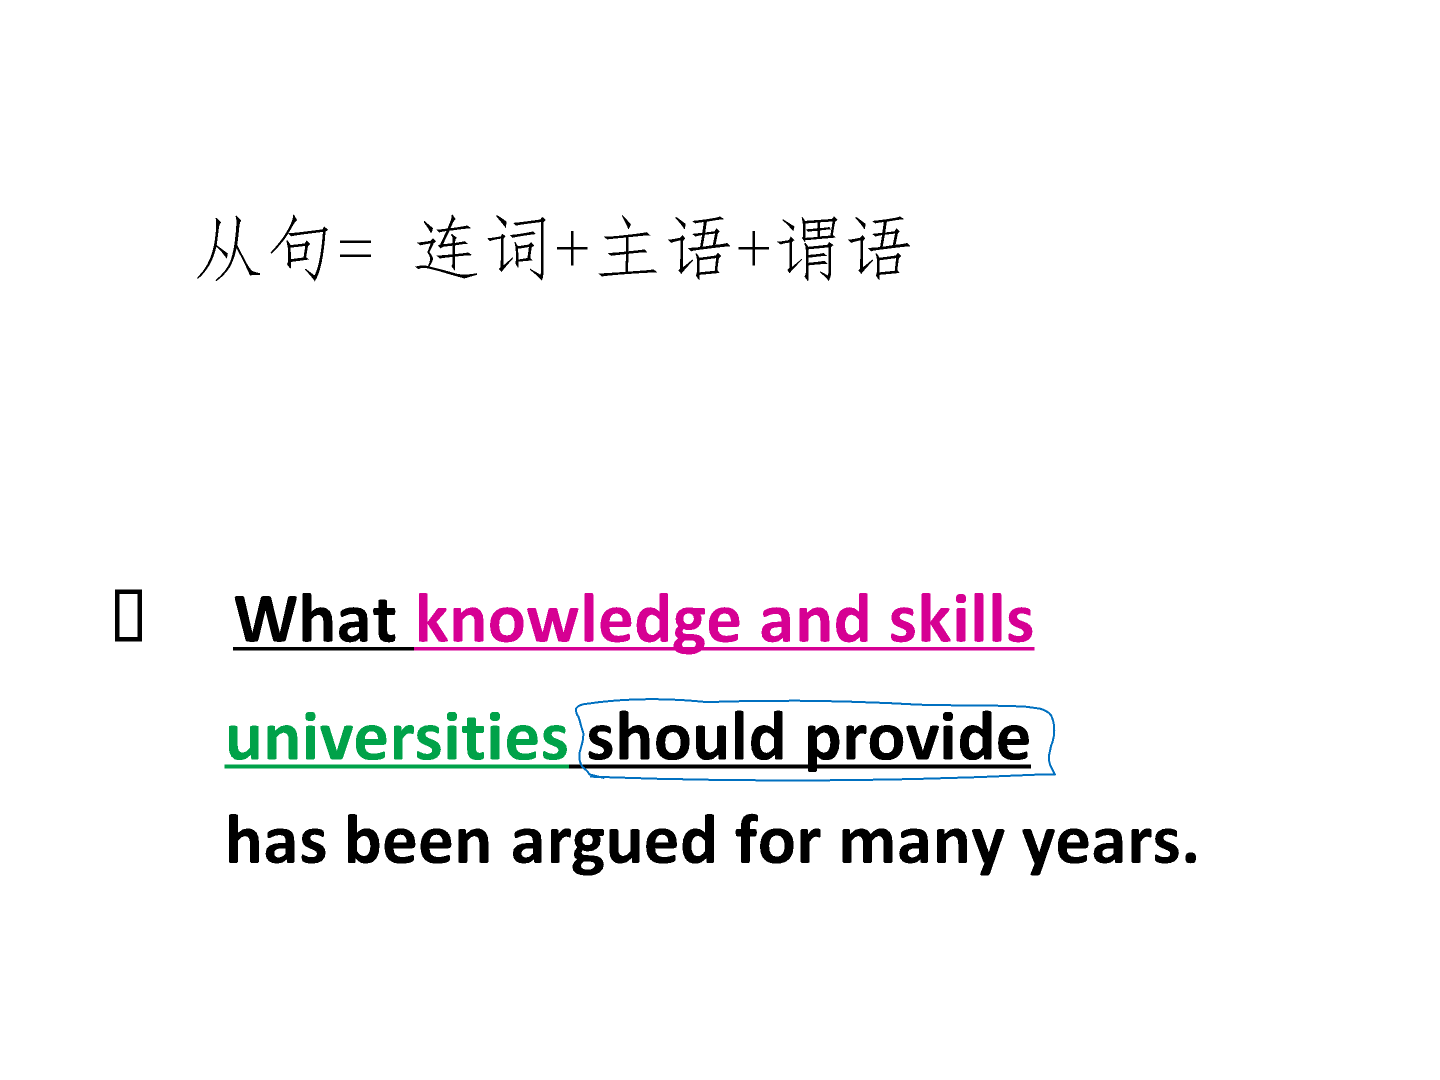 从句= 连词+主语+谓语
What knowledge and skills
universities should provide
has been argued for many years.